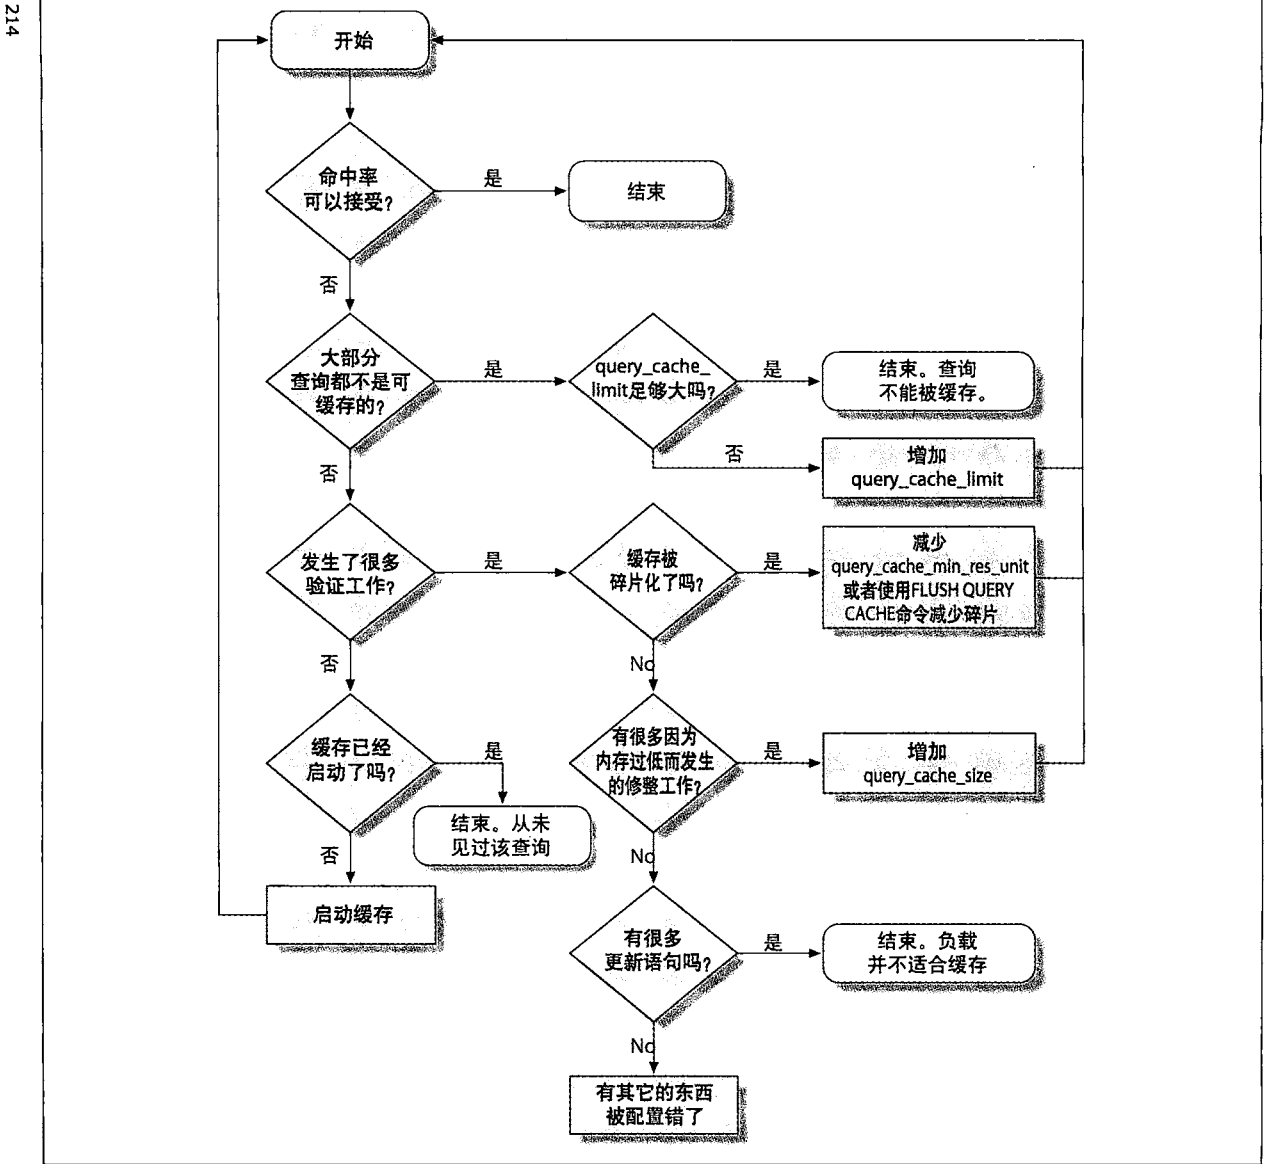 214
开始
命中率
可以接受?
是
结束
否
大部分
查询都不是可
缓存的?
是
query_cache_
limit足够大吗?
是
结束。查询
不能被缓存。
否
增加
query_cache_limit
否
发生了很多
验证工作?
是
缓存被
碎片化了吗?
是
减少
query_cache_min_res_unit
或者使用FLUSH QUERY
CACHE命令减少碎片
否
No
缓存已经
启动了吗?
是
结束。从未
见过该查询
有很多因为
内存过低而发生
的修整工作?
是
增加
query_cache_size
否
启动缓存
No
有很多
更新语句吗?
是
结束。负载
并不适合缓存
No
有其它的东西
被配置错了